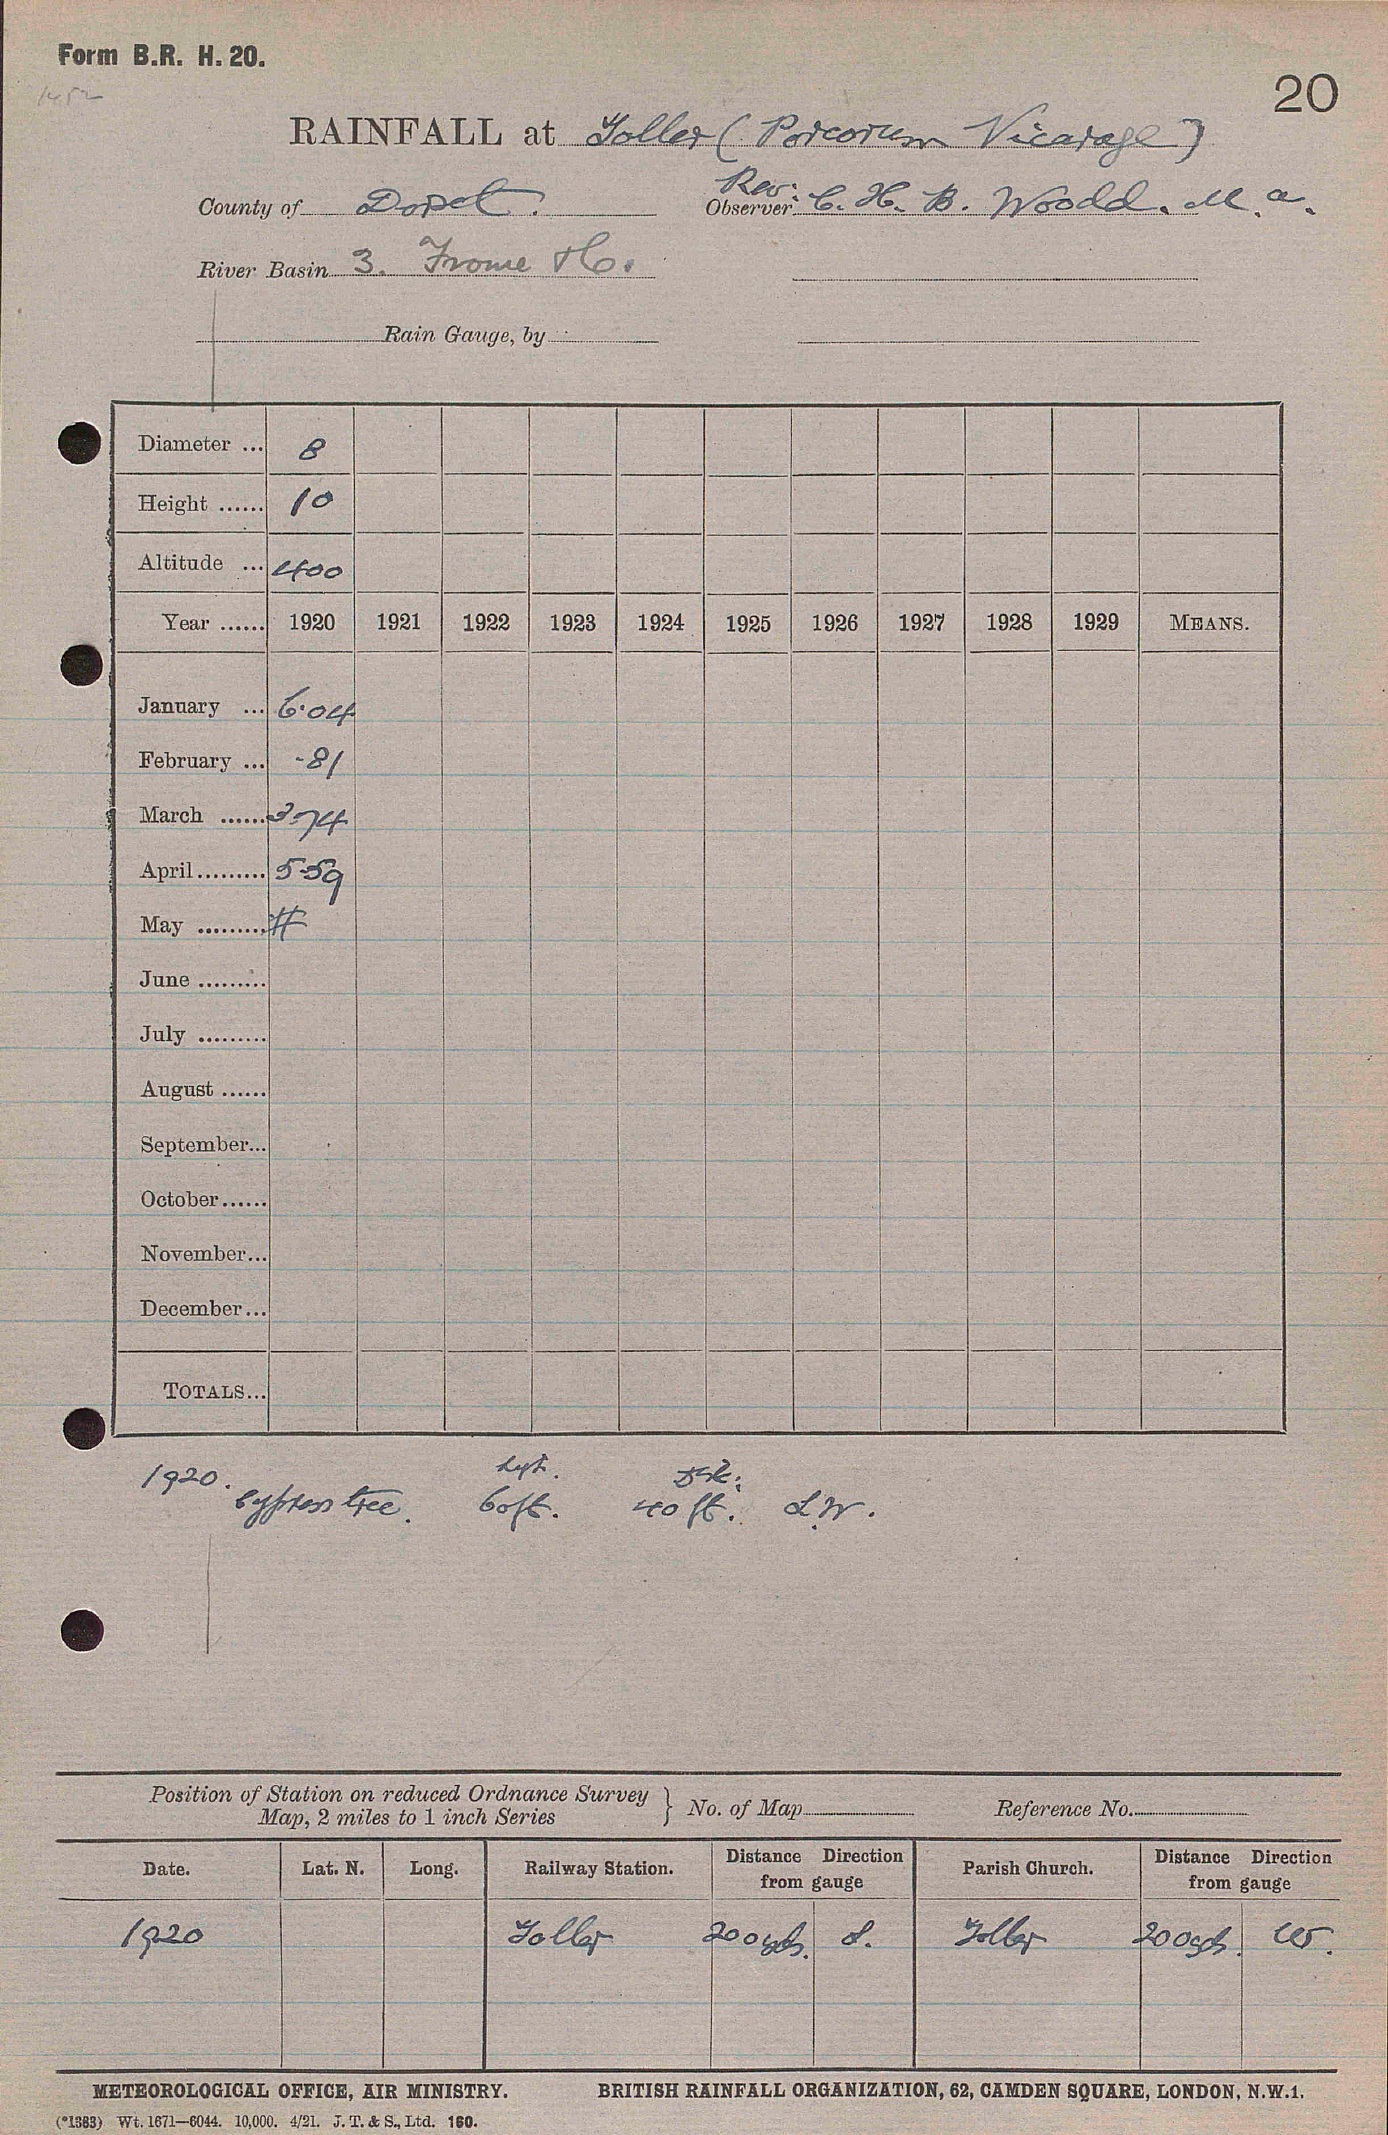 Form B.R. H. 20.
1452
20
RAINFALL at Toller (Porcorum Vicarage)
County of Dorset. Observer Rev: C. H. B. Woodd. M.a.
River Basin 3. Frome H.
Rain Gauge, by
Diameter ... 8
Height ...... 10
Altitude ... 400
Year ...... 1920 1921 1922 1923 1924 1925 1926 1927 1928 1929 MEANS.
January ... 6.04
February ... .81
March ...... 3.74
April ......... 5.59
May ......... #
June .........
July .........
August ......
September...
October......
November...
December...
TOTALS...
1920. hgt. Dist:
Cypress tree. 60ft. 40 ft. S.W.
Position of Station on reduced Ordnance Survey
Map, 2 miles to 1 inch Series } No. of Map Reference No.
Date. Lat. N. Long. Railway Station. Distance Direction from gauge Parish Church. Distance Direction from gauge
1920 Toller 200yds. S. Toller 200yds. W.
METEOROLOGICAL OFFICE, AIR MINISTRY. BRITISH RAINFALL ORGANIZATION, 62, CAMDEN SQUARE, LONDON, N.W.1.
(*1383) Wt. 1671—6044. 10,000. 4/21. J. T. & S., Ltd. 160.